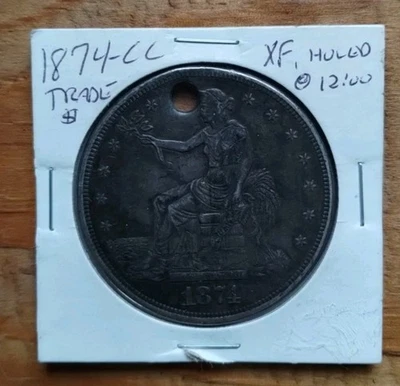 1874-CC
TRADE
$
XF, HOLED
@ 12:00
1874